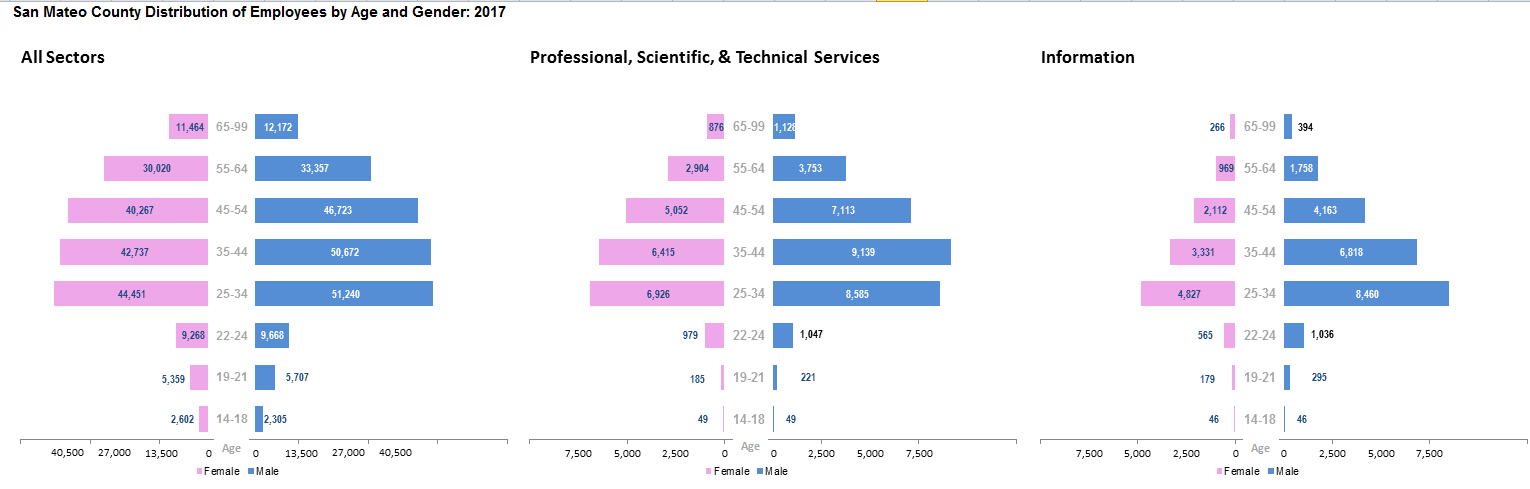 San Mateo County Distribution of Employees by Age and Gender: 2017
All Sectors
11,464 65-99 12,172
30,020 55-64 33,357
40,267 45-54 46,723
42,737 35-44 50,672
44,451 25-34 51,240
9,268 22-24 9,668
5,359 19-21 5,707
2,602 14-18 2,305
40,500 27,000 13,500 0 Age 0 13,500 27,000 40,500
Female Male
Professional, Scientific, & Technical Services
876 65-99 1,128
2,904 55-64 3,753
5,052 45-54 7,113
6,415 35-44 9,139
6,926 25-34 8,585
979 22-24 1,047
185 19-21 221
49 14-18 49
7,500 5,000 2,500 0 Age 0 2,500 5,000 7,500
Female Male
Information
266 65-99 394
969 55-64 1,758
2,112 45-54 4,163
3,331 35-44 6,818
4,827 25-34 8,460
565 22-24 1,036
179 19-21 295
46 14-18 46
7,500 5,000 2,500 0 Age 0 2,500 5,000 7,500
Female Male